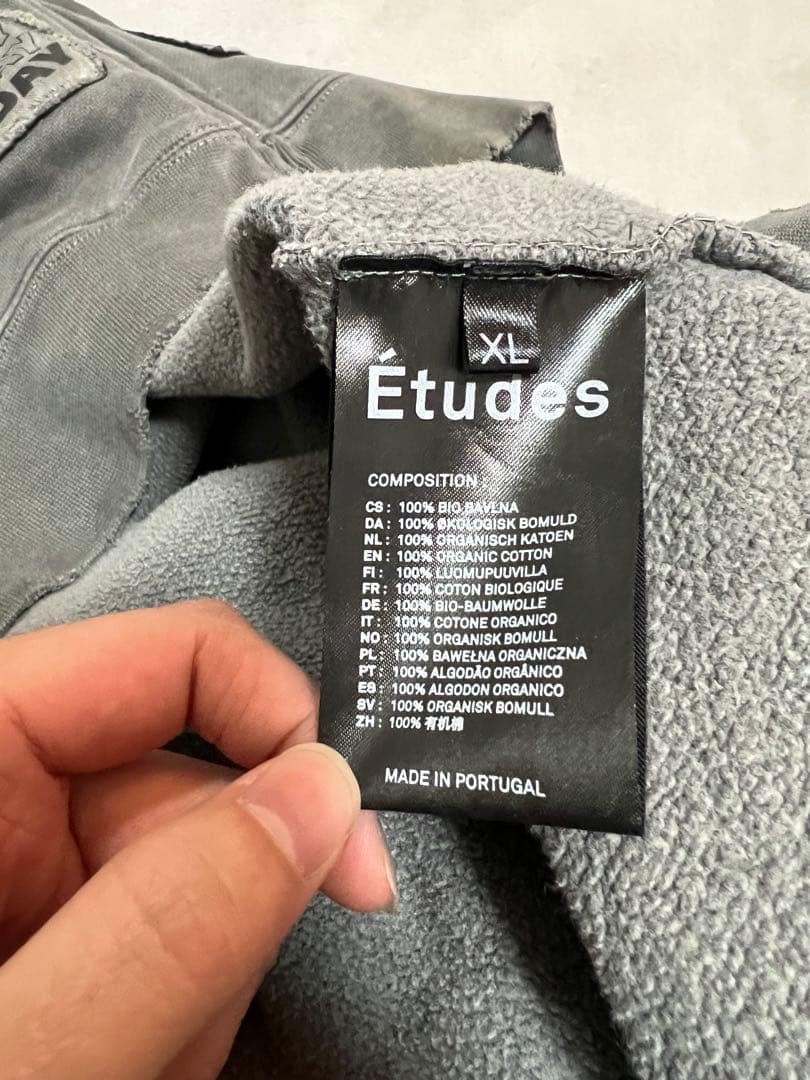 DAY
XL
Études
COMPOSITION :
CS : 100% BIO BAVLNA
DA : 100% ØKOLOGISK BOMULD
NL : 100% ORGANISCH KATOEN
EN : 100% ORGANIC COTTON
FI : 100% LUOMUPUUVILLA
FR : 100% COTON BIOLOGIQUE
DE : 100% BIO-BAUMWOLLE
IT : 100% COTONE ORGANICO
NO : 100% ORGANISK BOMULL
PL : 100% BAWEŁNA ORGANICZNA
PT : 100% ALGODÃO ORGÂNICO
ES : 100% ALGODON ORGANICO
SV : 100% ORGANISK BOMULL
ZH : 100% 有机棉
MADE IN PORTUGAL